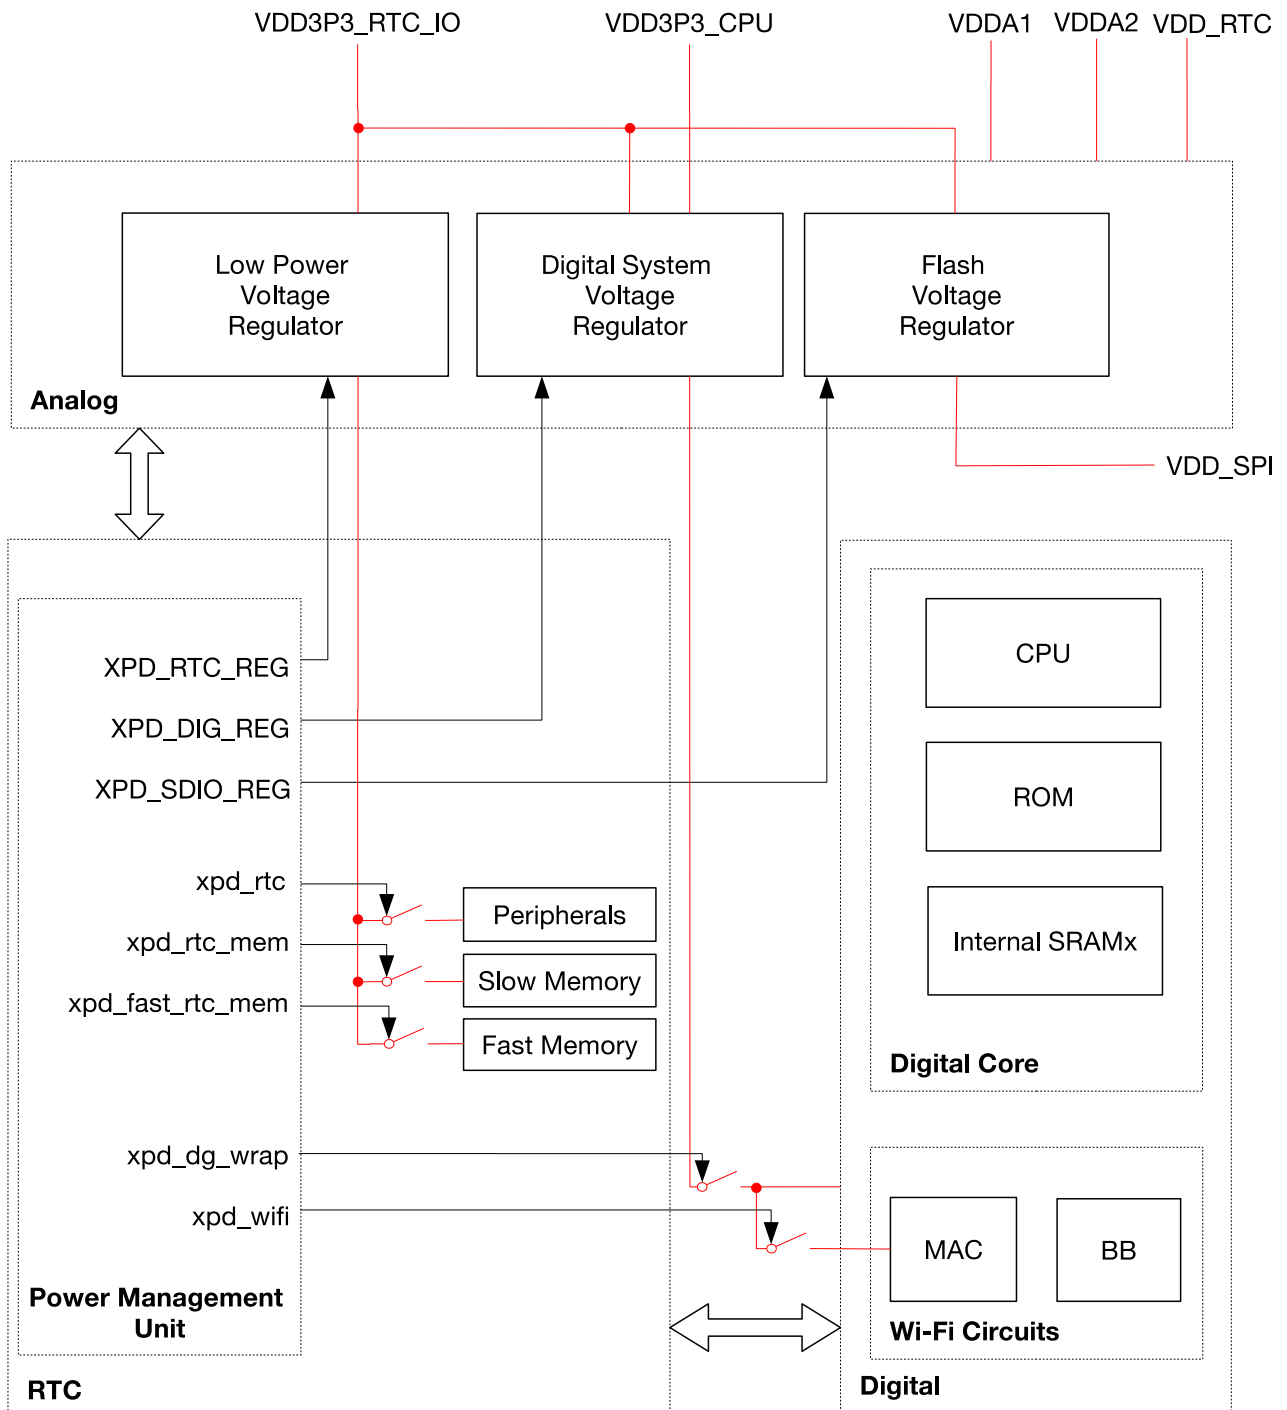 VDD3P3_RTC_IO
VDD3P3_CPU
VDDA1
VDDA2
VDD_RTC
Low Power
Voltage
Regulator
Digital System
Voltage
Regulator
Flash
Voltage
Regulator
Analog
VDD_SPI
XPD_RTC_REG
XPD_DIG_REG
XPD_SDIO_REG
xpd_rtc
xpd_rtc_mem
xpd_fast_rtc_mem
Peripherals
Slow Memory
Fast Memory
xpd_dg_wrap
xpd_wifi
Power Management
Unit
RTC
CPU
ROM
Internal SRAMx
Digital Core
MAC
BB
Wi-Fi Circuits
Digital